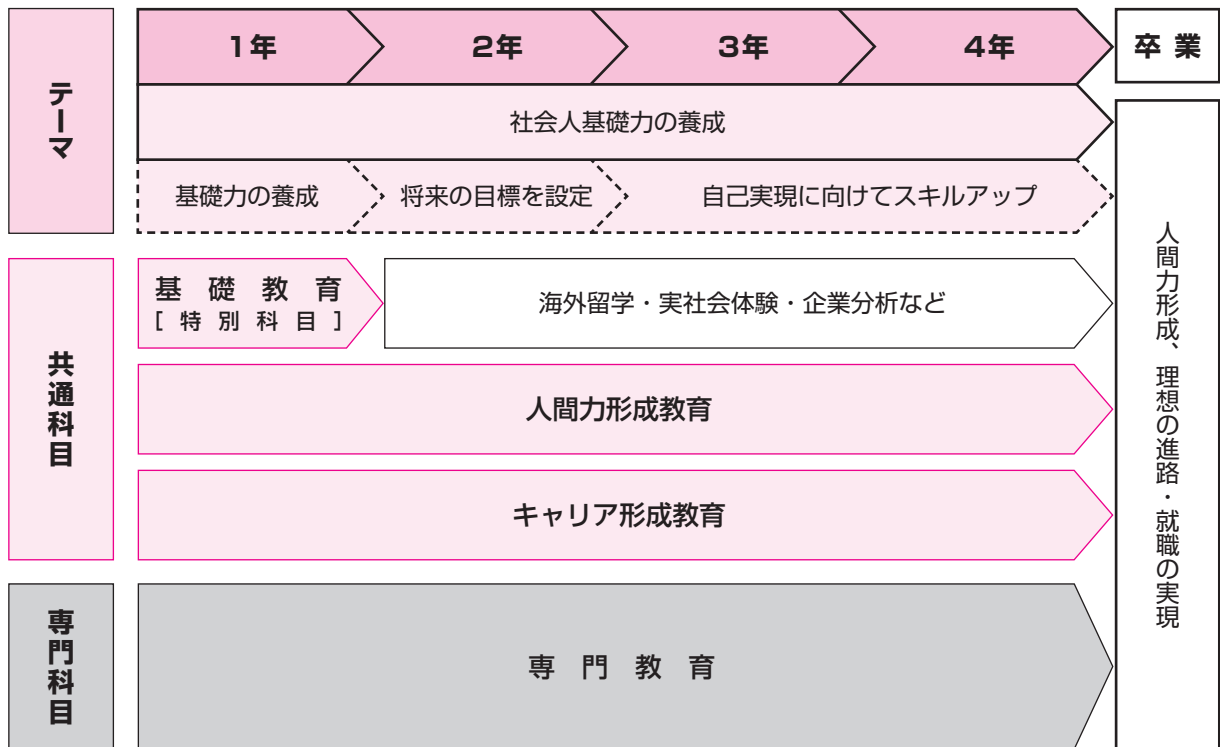 テーマ
1年
2年
3年
4年
卒業
社会人基礎力の養成
基礎力の養成
将来の目標を設定
自己実現に向けてスキルアップ
共通科目
基礎教育
[特別科目]
海外留学・実社会体験・企業分析など
人間力形成教育
キャリア形成教育
専門科目
専門教育
人間力形成、理想の進路・就職の実現